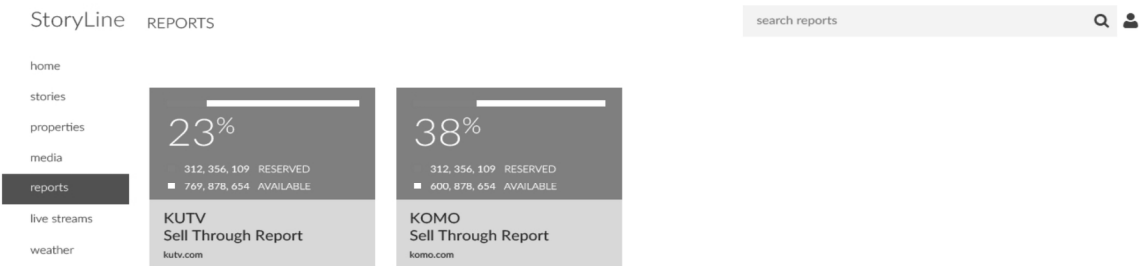 StoryLine REPORTS
search reports
home
stories
properties
media
reports
live streams
weather
23%
312, 356, 109 RESERVED
769, 878, 654 AVAILABLE
KUTV
Sell Through Report
kutv.com
38%
312, 356, 109 RESERVED
600, 878, 654 AVAILABLE
KOMO
Sell Through Report
komo.com